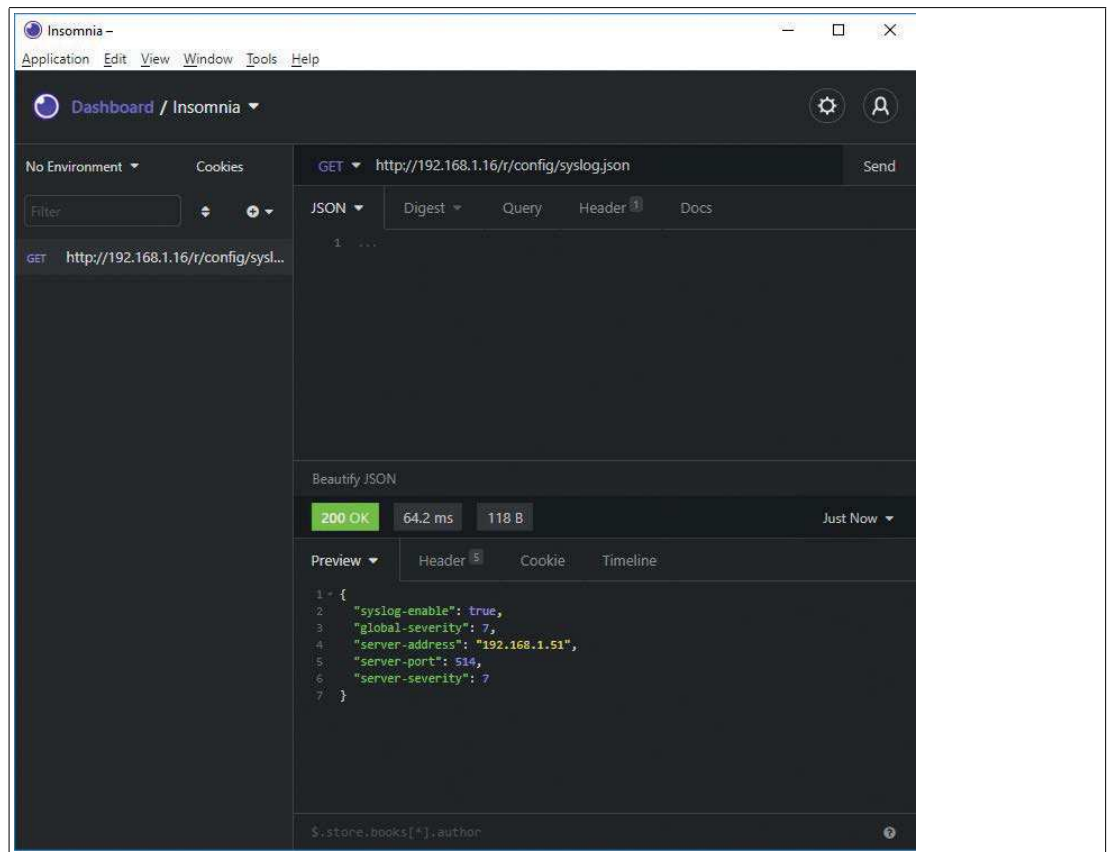 Insomnia –
Application Edit View Window Tools Help
Dashboard / Insomnia
No Environment Cookies
GET http://192.168.1.16/r/config/syslog.json Send
Filter
JSON Digest Query Header 1 Docs
GET http://192.168.1.16/r/config/sysl...
1 ...
Beautify JSON
200 OK 64.2 ms 118 B Just Now
Preview Header 5 Cookie Timeline
1 {
2 "syslog-enable": true,
3 "global-severity": 7,
4 "server-address": "192.168.1.51",
5 "server-port": 514,
6 "server-severity": 7
7 }
$.store.books[*].author